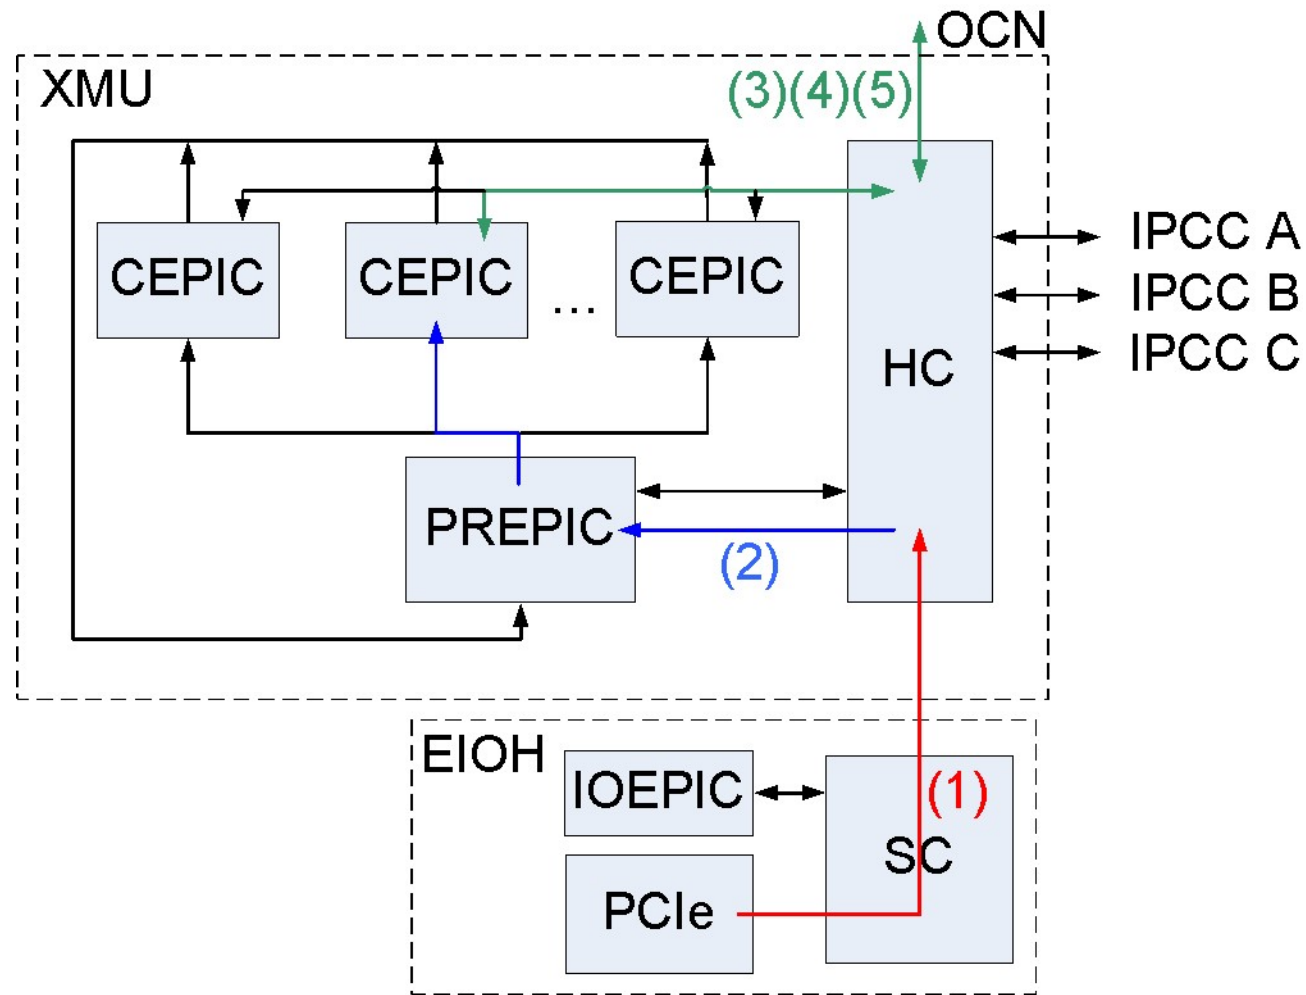 OCN
XMU
(3)(4)(5)
IPCC A
CEPIC
CEPIC
...
CEPIC
IPCC B
IPCC C
HC
PREPIC
(2)
EIOH
IOEPIC
(1)
SC
PCIe